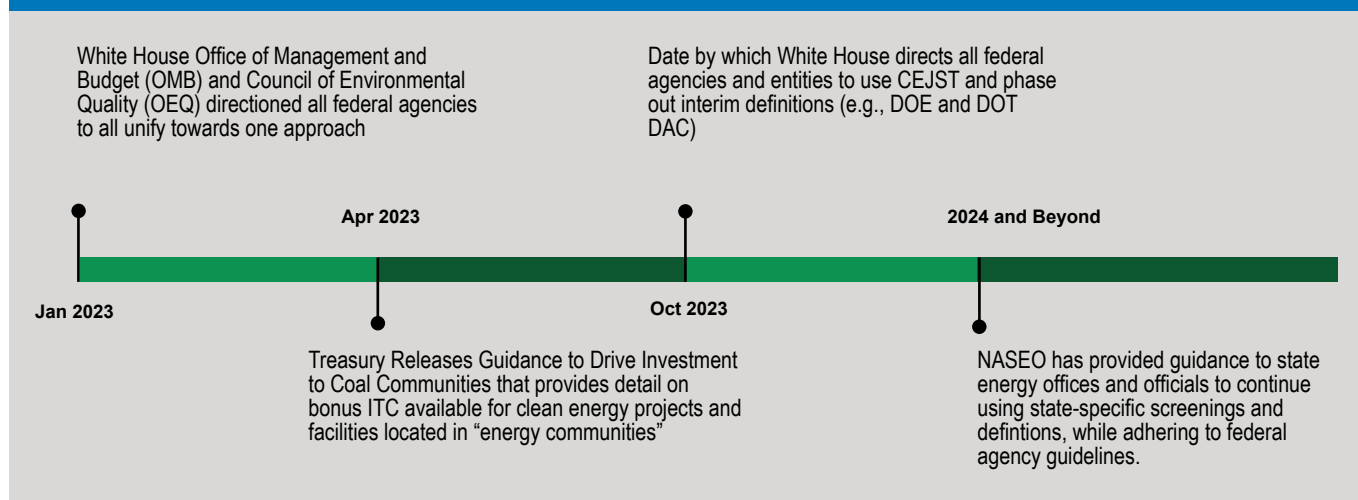 White House Office of Management and
Budget (OMB) and Council of Environmental
Quality (OEQ) directioned all federal agencies
to all unify towards one approach
Date by which White House directs all federal
agencies and entities to use CEJST and phase
out interim definitions (e.g., DOE and DOT
DAC)
Apr 2023
2024 and Beyond
Jan 2023
Oct 2023
Treasury Releases Guidance to Drive Investment
to Coal Communities that provides detail on
bonus ITC available for clean energy projects and
facilities located in “energy communities”
NASEO has provided guidance to state
energy offices and officials to continue
using state-specific screenings and
defintions, while adhering to federal
agency guidelines.